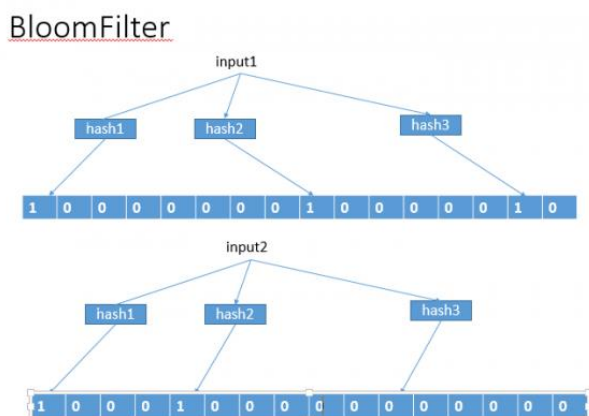 BloomFilter
input1
hash1 hash2 hash3
1 0 0 0 0 0 0 0 1 0 0 0 0 0 1 0
input2
hash1 hash2 hash3
1 0 0 0 1 0 0 0 0 0 0 0 0 0 0 0